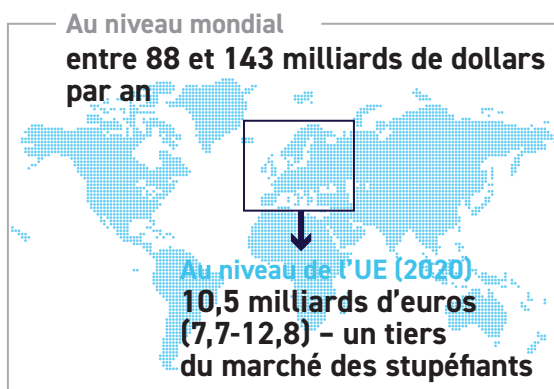 Au niveau mondial
entre 88 et 143 milliards de dollars
par an
Au niveau de l'UE (2020)
10,5 milliards d'euros
(7,7-12,8) – un tiers
du marché des stupéfiants